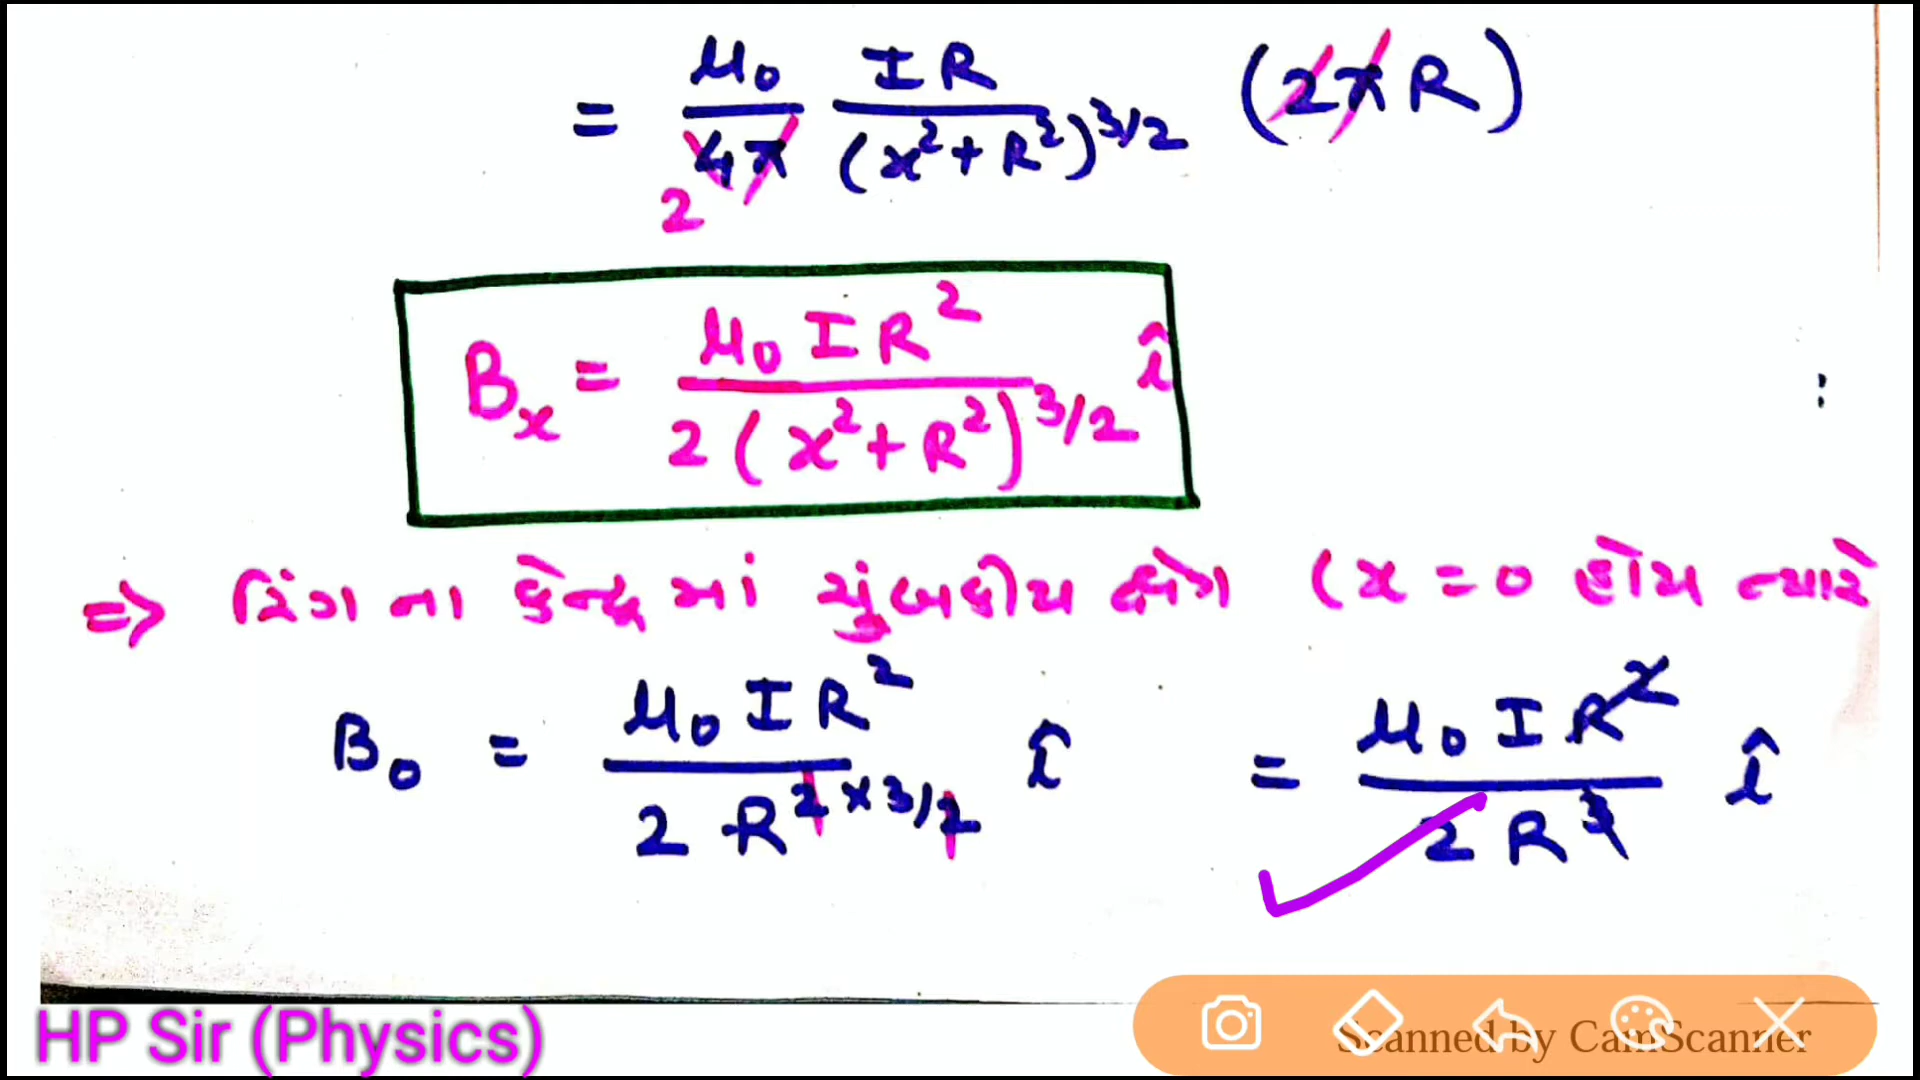 = μ₀/4π IR/(x²+R²)^3/2 (2πR)
2
Bₓ = μ₀IR²/2(x²+R²)^3/2 î
⇒ રિંગ ના કેન્દ્ર માં ચુંબકીય ક્ષેત્ર (x = 0 હોય ત્યારે
B₀ = μ₀IR²/2R^2×3/2 î = μ₀IR²/2R³ î
HP Sir (Physics)
Scanned by CamScanner